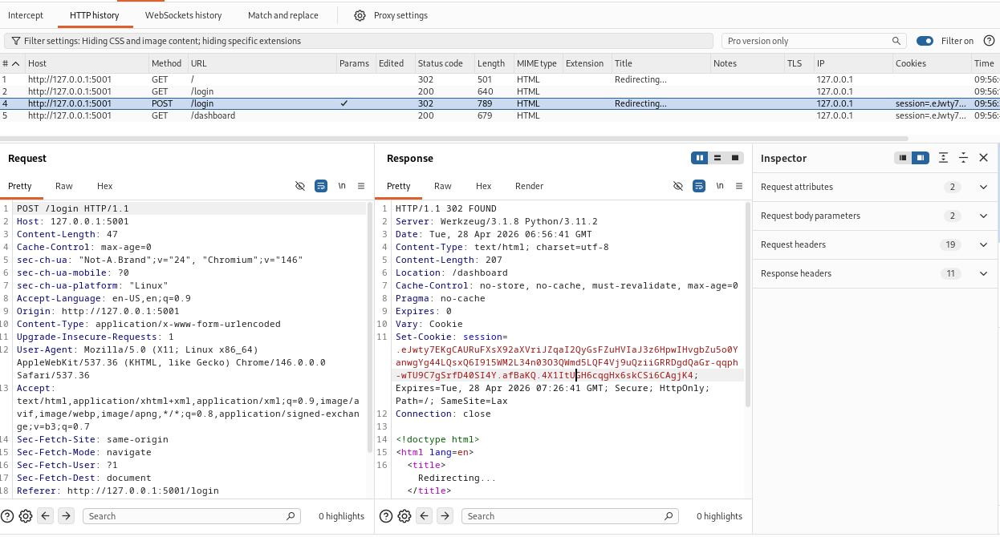 Intercept HTTP history WebSockets history Match and replace Proxy settings
Filter settings: Hiding CSS and image content; hiding specific extensions Pro version only Filter on
# Host Method URL Params Edited Status code Length MIME type Extension Title Notes TLS IP Cookies Time
1 http://127.0.0.1:5001 GET / 302 501 HTML Redirecting... 127.0.0.1 09:56:
2 http://127.0.0.1:5001 GET /login 200 640 HTML 127.0.0.1 09:56:
4 http://127.0.0.1:5001 POST /login 302 789 HTML Redirecting... 127.0.0.1 session=.eJwty7... 09:56:
5 http://127.0.0.1:5001 GET /dashboard 200 679 HTML 127.0.0.1 session=.eJwty7... 09:56:
Request
Pretty Raw Hex \n
1 POST /login HTTP/1.1
2 Host: 127.0.0.1:5001
3 Content-Length: 47
4 Cache-Control: max-age=0
5 sec-ch-ua: "Not-A.Brand";v="24", "Chromium";v="146"
6 sec-ch-ua-mobile: ?0
7 sec-ch-ua-platform: "Linux"
8 Accept-Language: en-US,en;q=0.9
9 Origin: http://127.0.0.1:5001
10 Content-Type: application/x-www-form-urlencoded
11 Upgrade-Insecure-Requests: 1
12 User-Agent: Mozilla/5.0 (X11; Linux x86_64)
AppleWebKit/537.36 (KHTML, like Gecko) Chrome/146.0.0.0
Safari/537.36
13 Accept:
text/html,application/xhtml+xml,application/xml;q=0.9,image/a
vif,image/webp,image/apng,*/*;q=0.8,application/signed-exchan
ge;v=b3;q=0.7
14 Sec-Fetch-Site: same-origin
15 Sec-Fetch-Mode: navigate
16 Sec-Fetch-User: ?1
17 Sec-Fetch-Dest: document
18 Referer: http://127.0.0.1:5001/login
Search 0 highlights
Response
Pretty Raw Hex Render \n
1 HTTP/1.1 302 FOUND
2 Server: Werkzeug/3.1.8 Python/3.11.2
3 Date: Tue, 28 Apr 2026 06:56:41 GMT
4 Content-Type: text/html; charset=utf-8
5 Content-Length: 207
6 Location: /dashboard
7 Cache-Control: no-store, no-cache, must-revalidate, max-age=0
8 Pragma: no-cache
9 Expires: 0
10 Vary: Cookie
11 Set-Cookie: session=
.eJwty7EKgCAURuFXsX92aXVriJZqaI2QyGsFZuHVIaJ3z6HpwIHvgbZu5o0Y
anwgYg44LQsxQ6I915WM2L34n03O3QWmd5LQF4Vj9uQziiGRRDgdQaGr-qqph
-wTU9C7gSrfD40SI4Y.afBaKQ.4X1ItUGH6cqgHx6skCSi6CAgjK4;
Expires=Tue, 28 Apr 2026 07:26:41 GMT; Secure; HttpOnly;
Path=/; SameSite=Lax
12 Connection: close
13
14 <!doctype html>
15 <html lang=en>
16 <title>
Redirecting...
</title>
Search 0 highlights
Inspector
Request attributes 2
Request body parameters 2
Request headers 19
Response headers 11